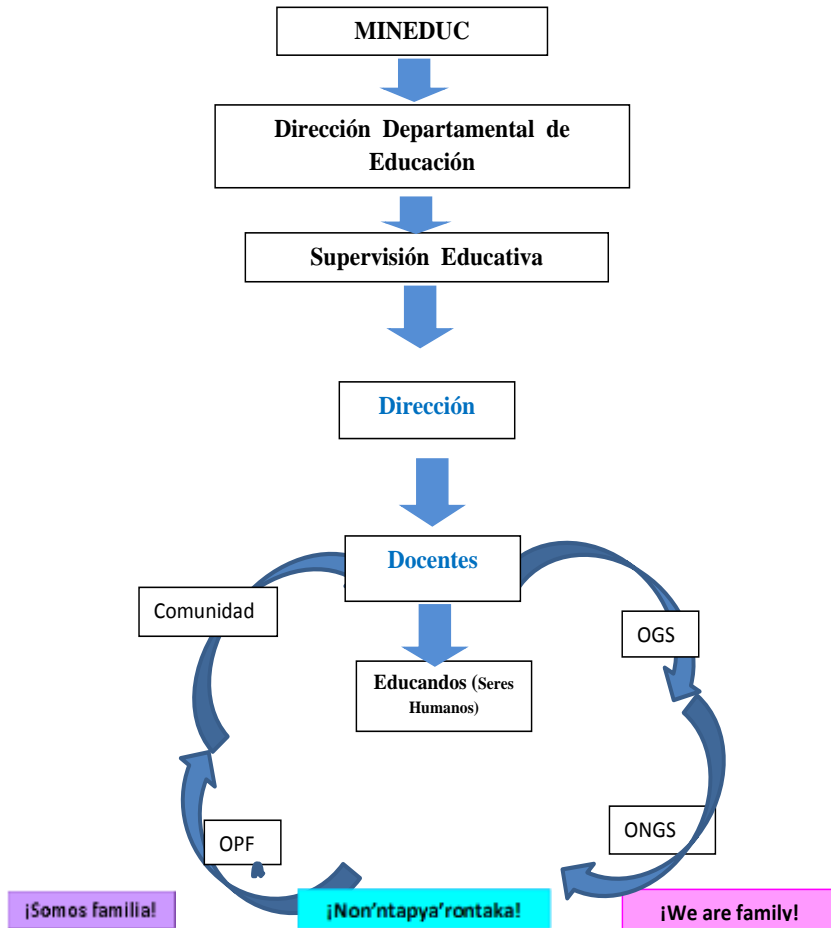 MINEDUC
Dirección Departamental de
Educación
Supervisión Educativa
Dirección
Docentes
Comunidad
OGS
Educandos (Seres
Humanos)
OPF
ONGS
¡Somos familia!
¡Non'ntapya'rontaka!
¡We are family!